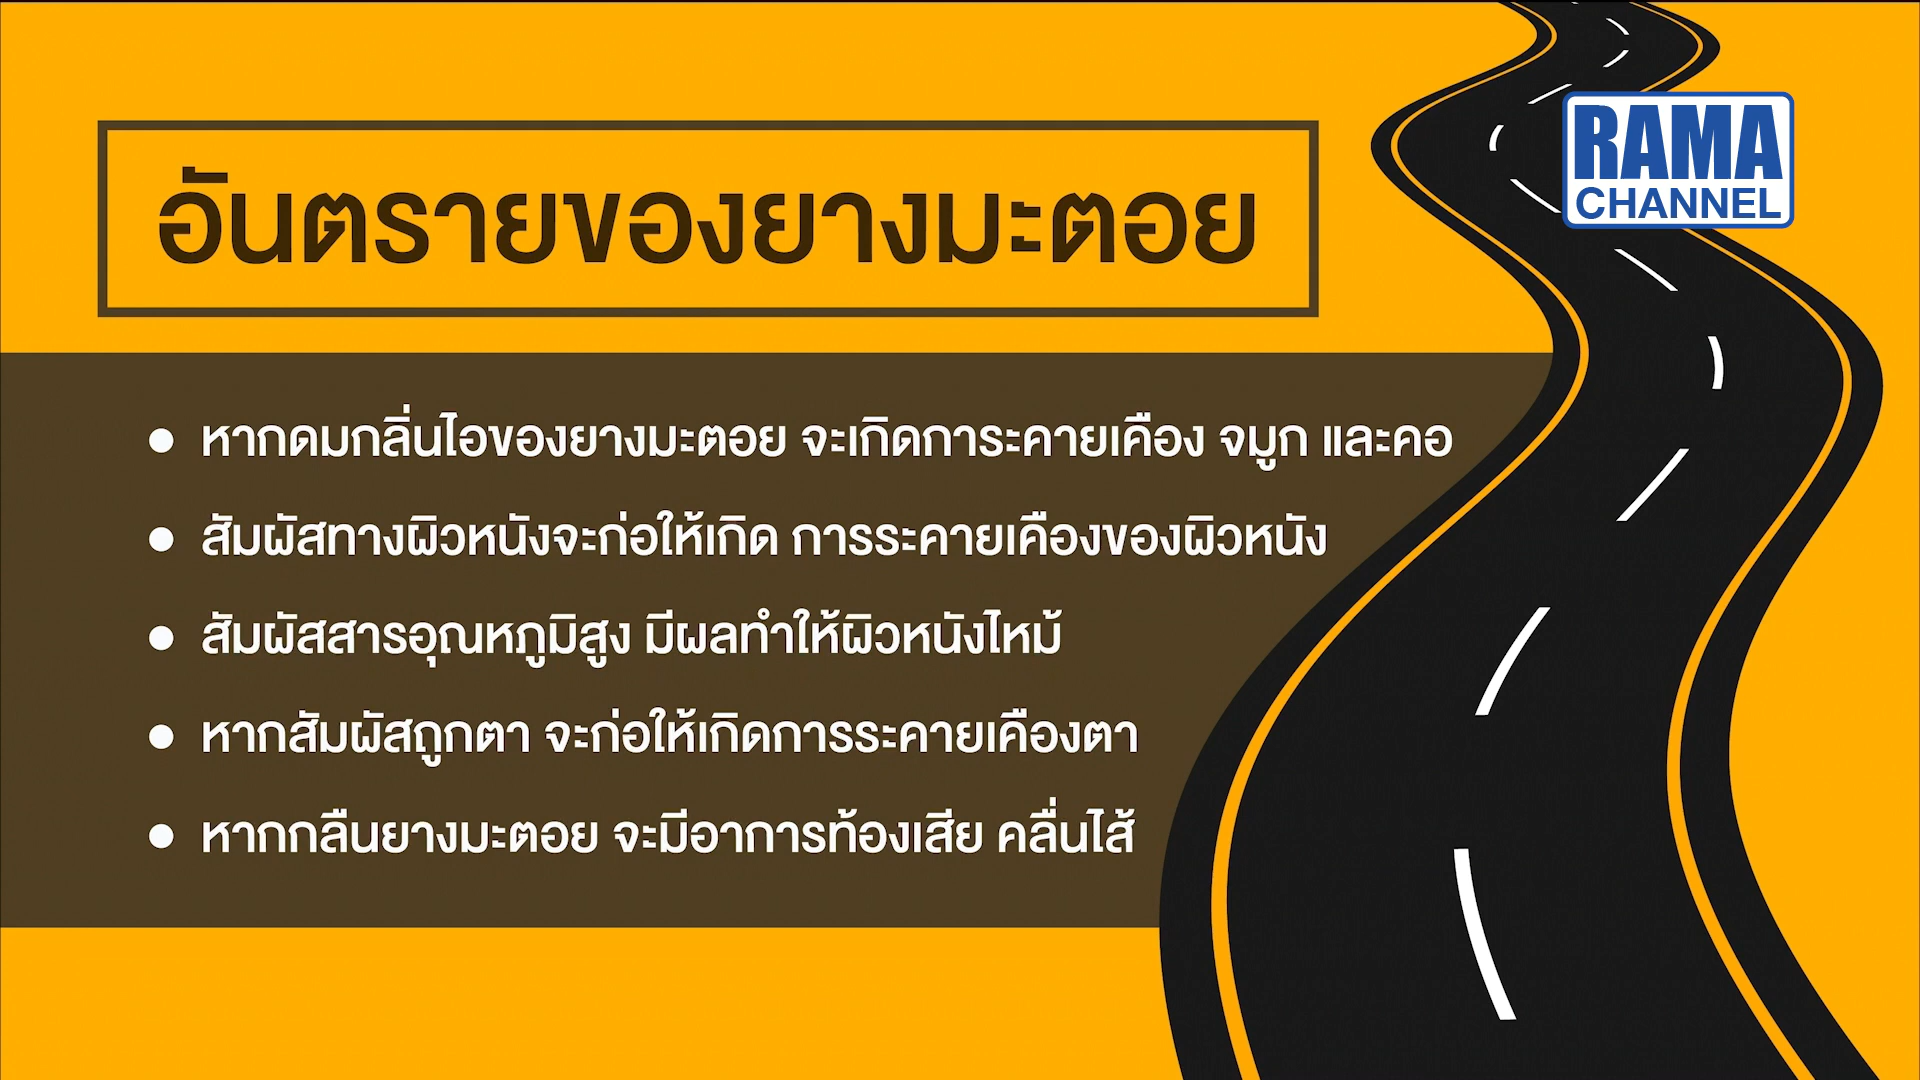 RAMA
CHANNEL
อันตรายของยางมะตอย
● หากดมกลิ่นไอของยางมะตอย จะเกิดการะคายเคือง จมูก และคอ
● สัมผัสทางผิวหนังจะก่อให้เกิด การระคายเคืองของผิวหนัง
● สัมผัสสารอุณหภูมิสูง มีผลทำให้ผิวหนังไหม้
● หากสัมผัสถูกตา จะก่อให้เกิดการระคายเคืองตา
● หากกลืนยางมะตอย จะมีอาการท้องเสีย คลื่นไส้